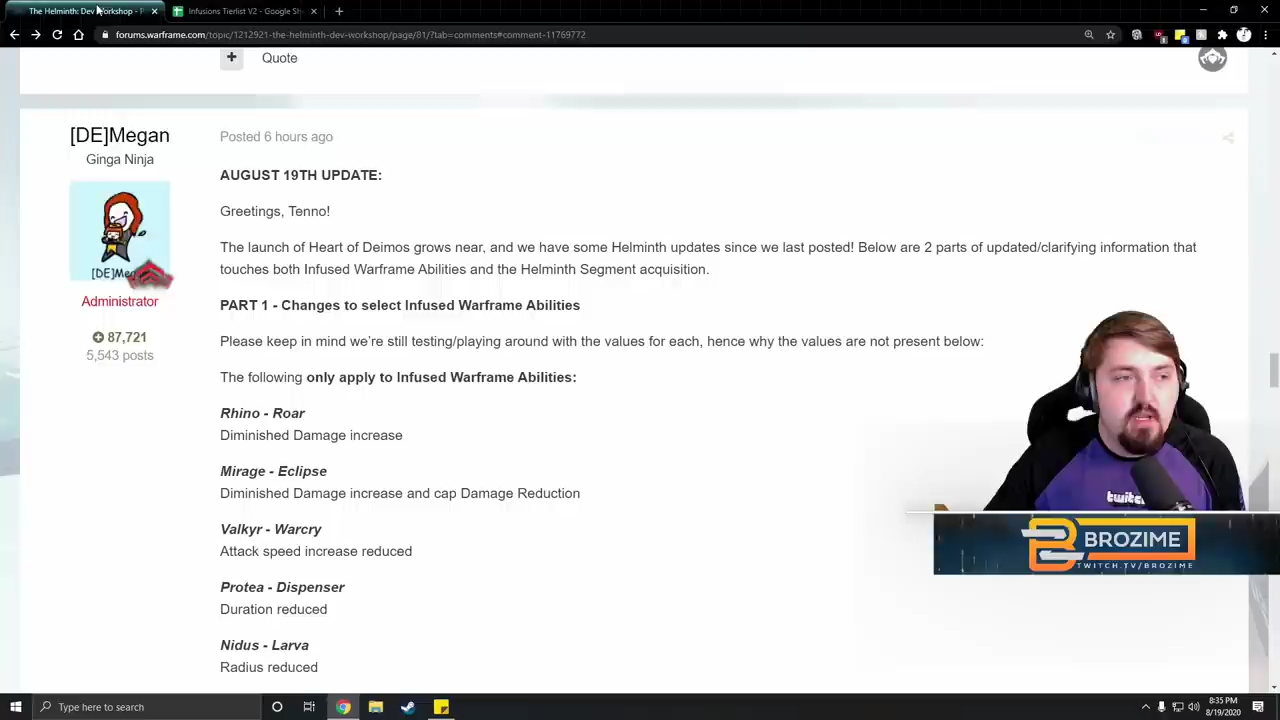 The Helminth: Dev Workshop - P
Infusions Tierlist V2 - Google Sh
forums.warframe.com/topic/1212921-the-helminth-dev-workshop/page/81/?tab=comments#comment-11769772
Quote
[DE]Megan
Ginga Ninja
[DE]Meg
Administrator
87,721
5,543 posts
Posted 6 hours ago
AUGUST 19TH UPDATE:
Greetings, Tenno!
The launch of Heart of Deimos grows near, and we have some Helminth updates since we last posted! Below are 2 parts of updated/clarifying information that
touches both Infused Warframe Abilities and the Helminth Segment acquisition.
PART 1 - Changes to select Infused Warframe Abilities
Please keep in mind we're still testing/playing around with the values for each, hence why the values are not present below:
The following only apply to Infused Warframe Abilities:
Rhino - Roar
Diminished Damage increase
Mirage - Eclipse
Diminished Damage increase and cap Damage Reduction
Valkyr - Warcry
Attack speed increase reduced
Protea - Dispenser
Duration reduced
Nidus - Larva
Radius reduced
twitch
BROZIME
TWITCH.TV/BROZIME
Type here to search
8:35 PM
8/19/2020